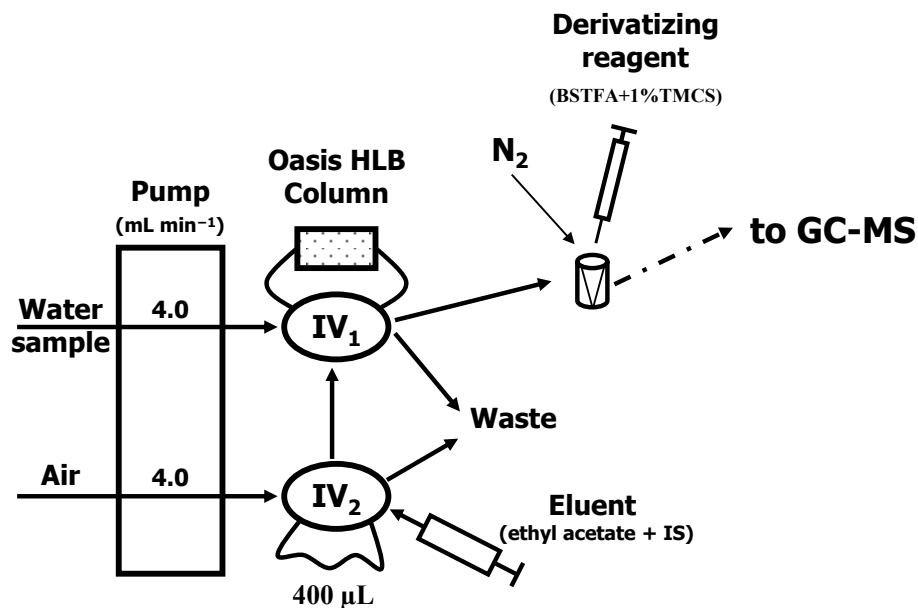 Derivatizing
reagent
(BSTFA+1%TMCS)
N₂
Oasis HLB
Column
Pump
(mL min⁻¹)
to GC-MS
Water
sample
4.0
IV₁
Waste
Air
4.0
IV₂
Eluent
(ethyl acetate + IS)
400 µL